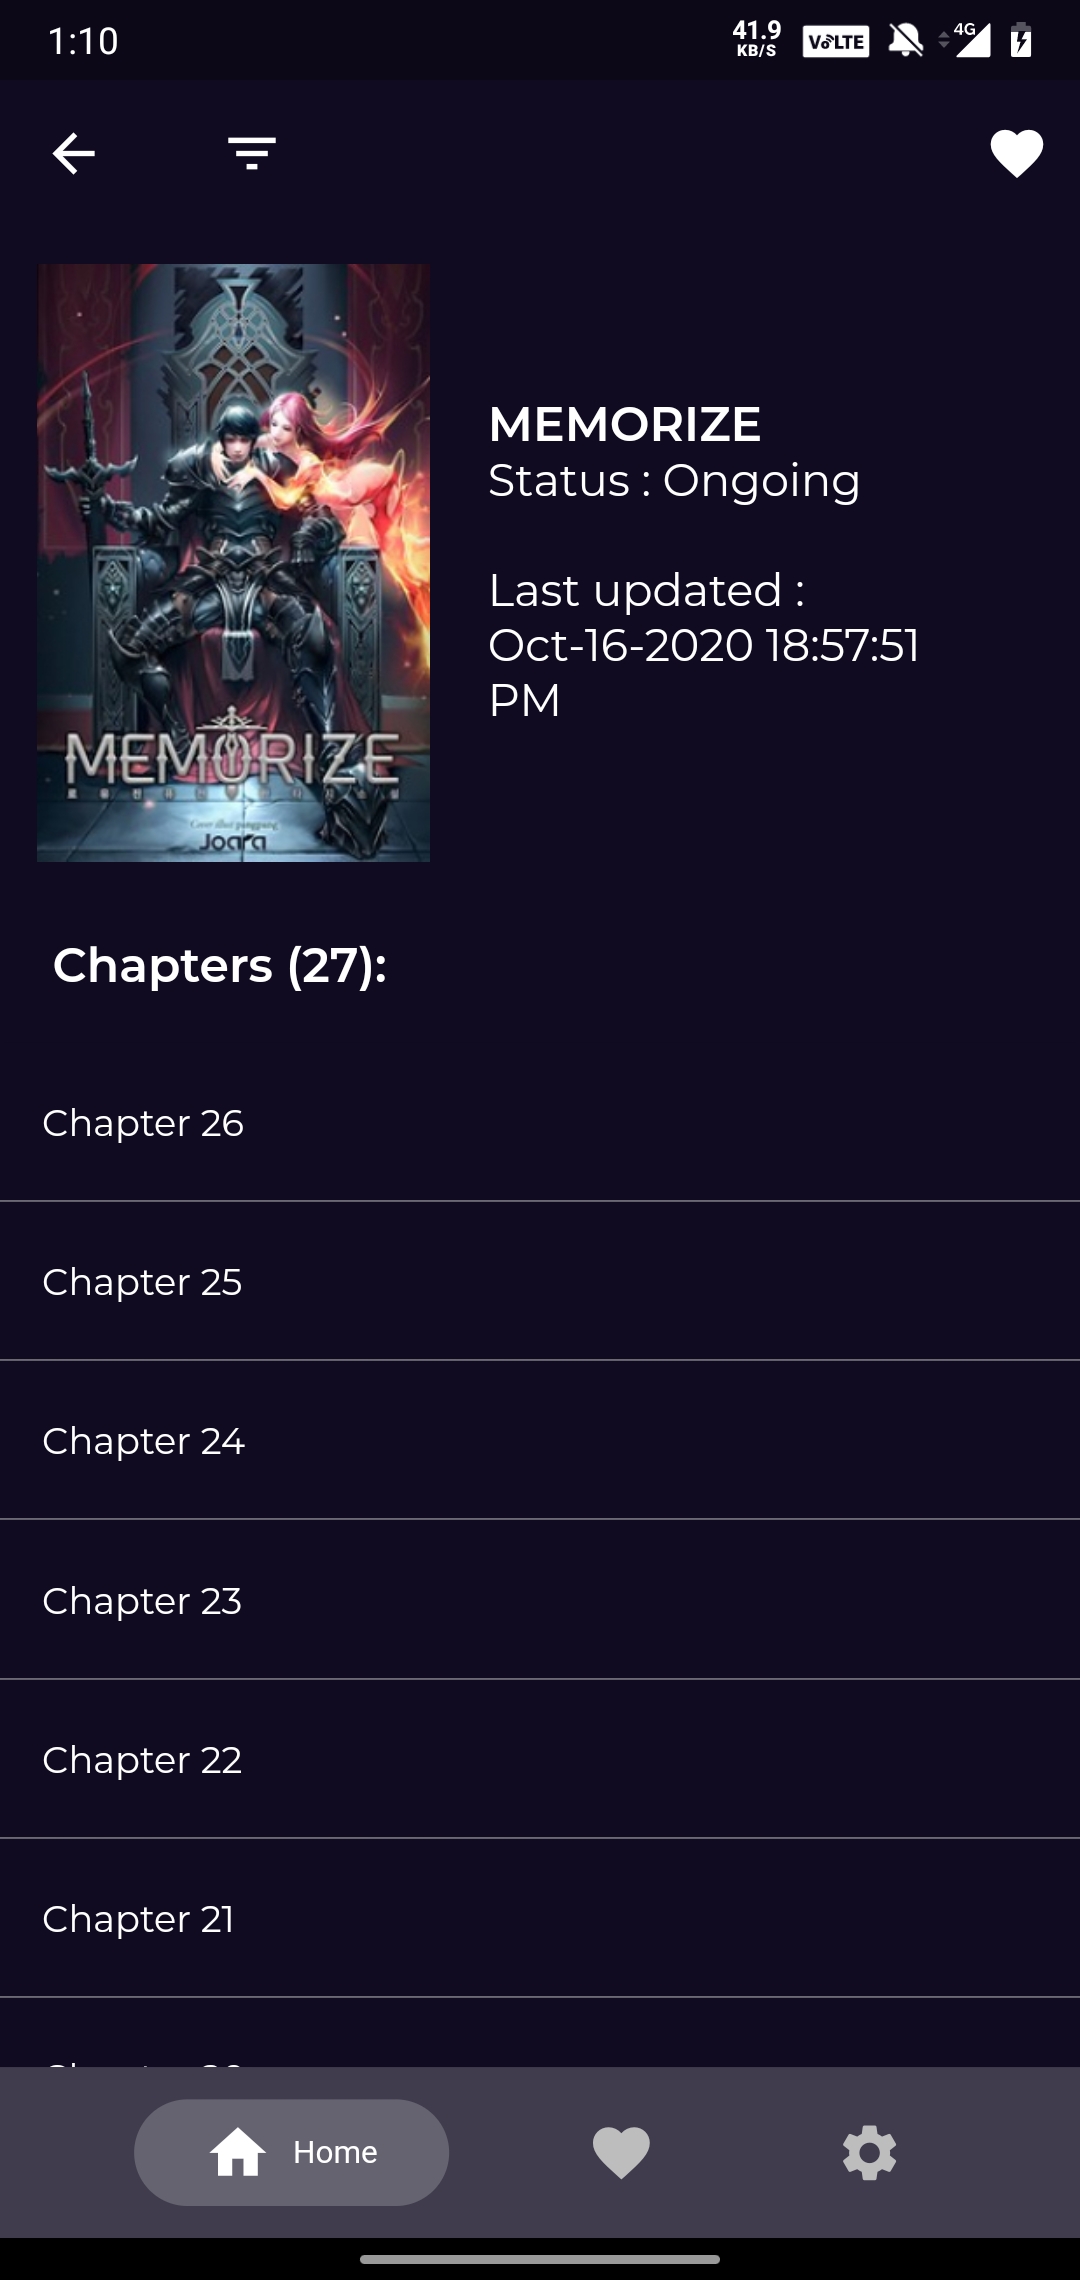 1:10
41.9
KB/S
VoLTE
4G
MEMORIZE
Status : Ongoing
Last updated :
Oct-16-2020 18:57:51
PM
MEMORIZE
Joara
Chapters (27):
Chapter 26
Chapter 25
Chapter 24
Chapter 23
Chapter 22
Chapter 21
Home